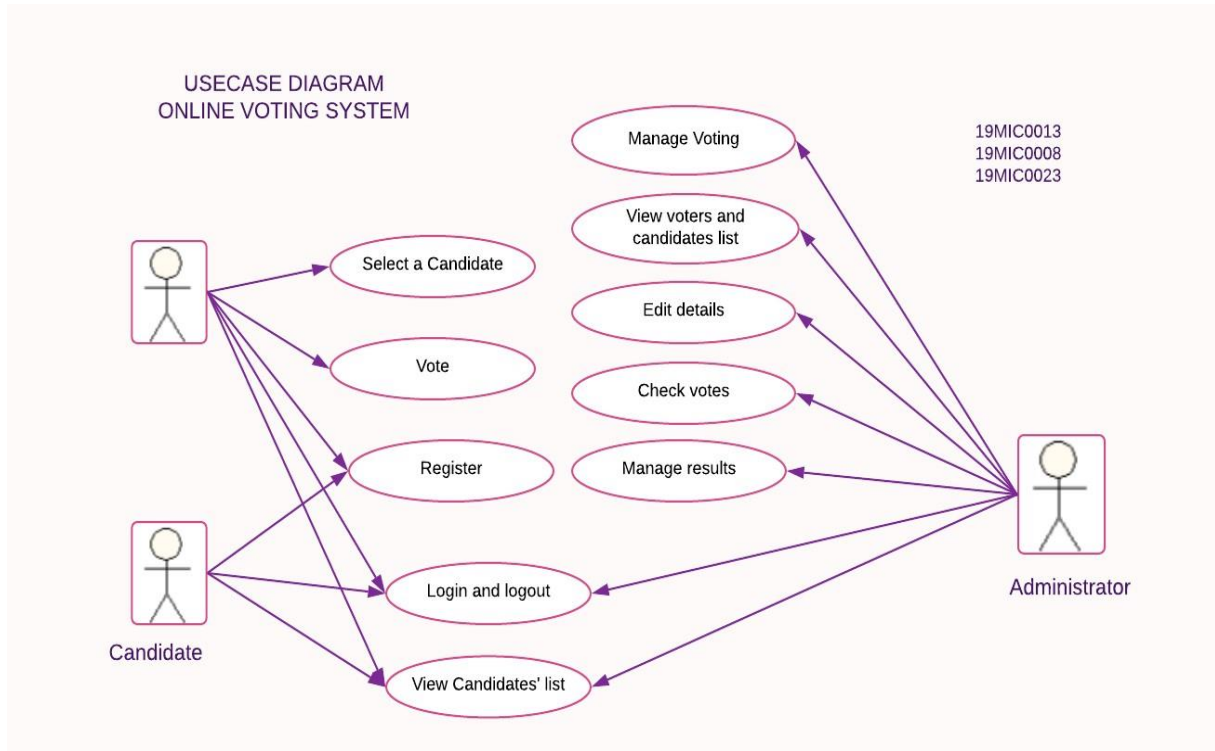 USECASE DIAGRAM
ONLINE VOTING SYSTEM
19MIC0013
19MIC0008
19MIC0023
Manage Voting
View voters and
candidates list
Select a Candidate
Edit details
Vote
Check votes
Register
Manage results
Login and logout
Administrator
Candidate
View Candidates' list